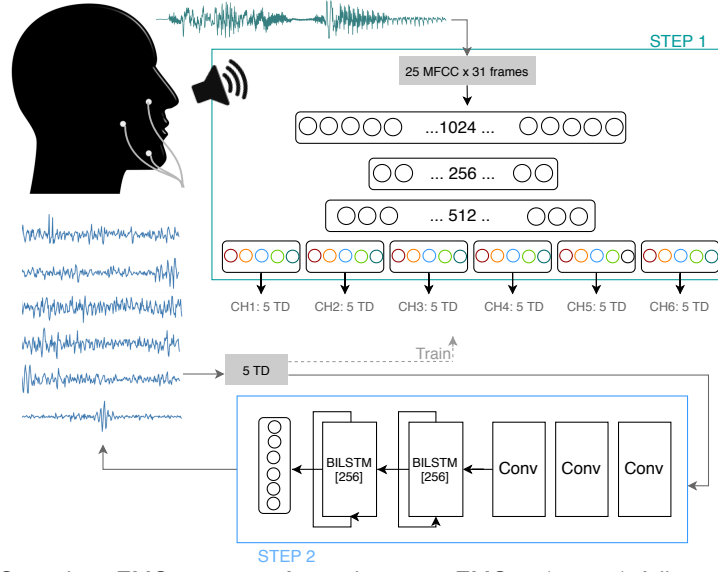 STEP 1
25 MFCC x 31 frames
...1024 ...
... 256 ...
... 512 ..
CH1: 5 TD CH2: 5 TD CH3: 5 TD CH4: 5 TD CH5: 5 TD CH6: 5 TD
Train
5 TD
BILSTM
[256]
BILSTM
[256]
Conv
Conv
Conv
STEP 2